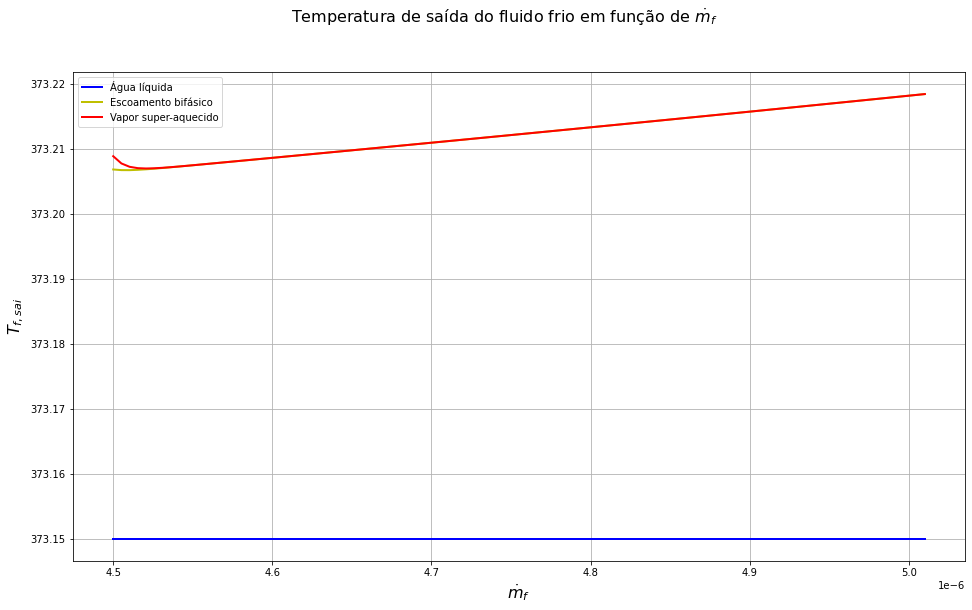 Temperatura de saída do fluido frio em função de ṁ_f
373.22
373.21
373.20
373.19
373.18
373.17
373.16
373.15
T_{f, sai}
Água líquida
Escoamento bifásico
Vapor super-aquecido
4.5
4.6
4.7
4.8
4.9
5.0
1e−6
ṁ_f